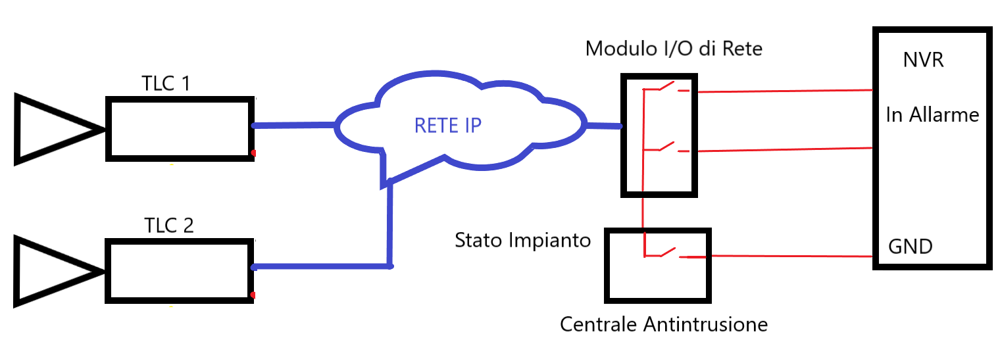 Modulo I/O di Rete
NVR
TLC 1
In Allarme
RETE IP
TLC 2
Stato Impianto
GND
Centrale Antintrusione